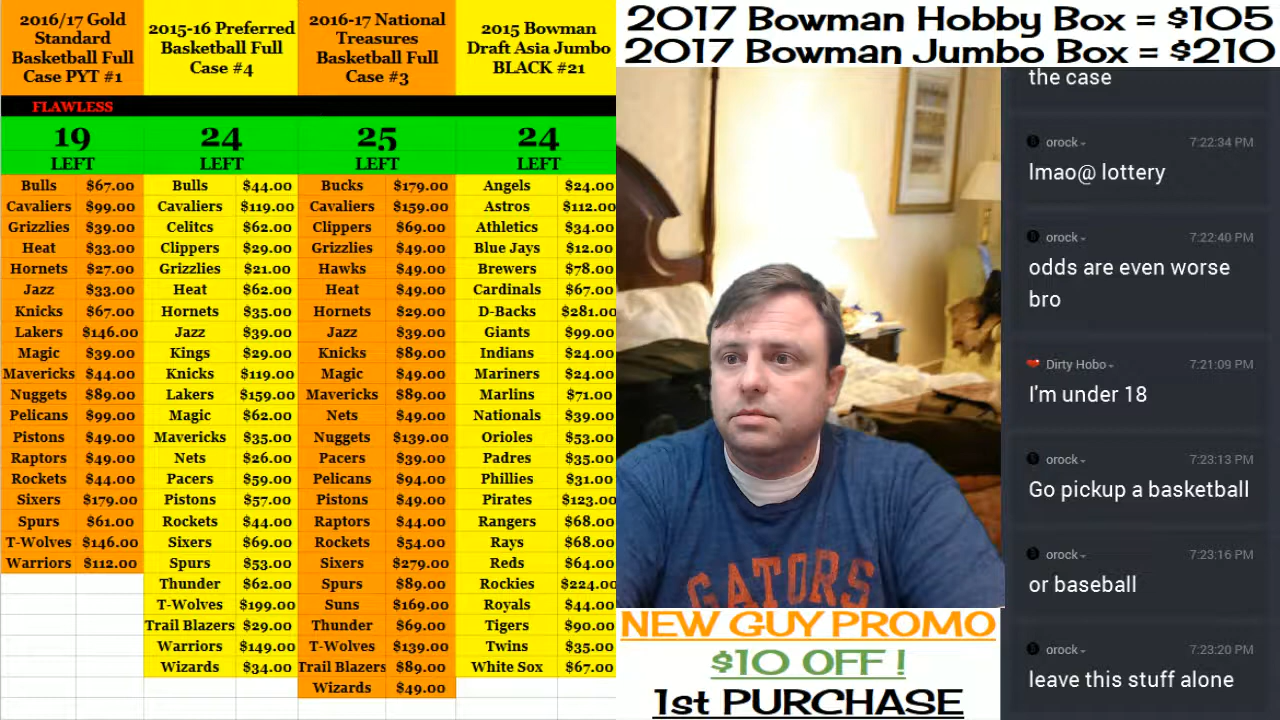 2016/17 Gold
Standard
Basketball Full
Case PYT #1
2015-16 Preferred
Basketball Full
Case #4
2016-17 National
Treasures
Basketball Full
Case #3
2015 Bowman
Draft Asia Jumbo
BLACK #21
FLAWLESS
19 24 25 24
LEFT LEFT LEFT LEFT
Bulls $67.00 Bulls $44.00 Bucks $179.00 Angels $24.00
Cavaliers $99.00 Cavaliers $119.00 Cavaliers $159.00 Astros $112.00
Grizzlies $39.00 Celitcs $62.00 Clippers $69.00 Athletics $34.00
Heat $33.00 Clippers $29.00 Grizzlies $49.00 Blue Jays $12.00
Hornets $27.00 Grizzlies $21.00 Hawks $49.00 Brewers $78.00
Jazz $33.00 Heat $62.00 Heat $49.00 Cardinals $67.00
Knicks $67.00 Hornets $35.00 Hornets $29.00 D-Backs $281.00
Lakers $146.00 Jazz $39.00 Jazz $39.00 Giants $99.00
Magic $39.00 Kings $29.00 Knicks $89.00 Indians $24.00
Mavericks $44.00 Knicks $119.00 Magic $49.00 Mariners $24.00
Nuggets $89.00 Lakers $159.00 Mavericks $89.00 Marlins $71.00
Pelicans $99.00 Magic $62.00 Nets $49.00 Nationals $39.00
Pistons $49.00 Mavericks $35.00 Nuggets $139.00 Orioles $53.00
Raptors $49.00 Nets $26.00 Pacers $39.00 Padres $35.00
Rockets $44.00 Pacers $59.00 Pelicans $94.00 Phillies $31.00
Sixers $179.00 Pistons $57.00 Pistons $49.00 Pirates $123.00
Spurs $61.00 Rockets $44.00 Raptors $44.00 Rangers $68.00
T-Wolves $146.00 Sixers $69.00 Rockets $54.00 Rays $68.00
Warriors $112.00 Spurs $53.00 Sixers $279.00 Reds $64.00
Thunder $62.00 Spurs $89.00 Rockies $224.00
T-Wolves $199.00 Suns $169.00 Royals $44.00
Trail Blazers $29.00 Thunder $69.00 Tigers $90.00
Warriors $149.00 T-Wolves $139.00 Twins $35.00
Wizards $34.00 Trail Blazers $89.00 White Sox $67.00
Wizards $49.00
2017 Bowman Hobby Box = $105
2017 Bowman Jumbo Box = $210
GATORS
NEW GUY PROMO
$10 OFF !
1st PURCHASE
the case
orock 7:22:34 PM
lmao@ lottery
orock 7:22:40 PM
odds are even worse
bro
Dirty Hobo 7:21:09 PM
I'm under 18
orock 7:23:13 PM
Go pickup a basketball
orock 7:23:16 PM
or baseball
orock 7:23:20 PM
leave this stuff alone